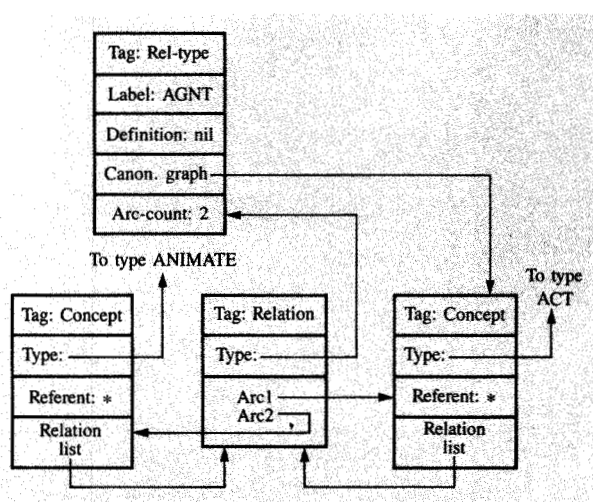 Tag: Rel-type
Label: AGNT
Definition: nil
Canon. graph
Arc-count: 2
To type ANIMATE
To type
ACT
Tag: Concept
Type:
Referent: *
Relation
list
Tag: Relation
Type:
Arc1
Arc2
Tag: Concept
Type:
Referent: *
Relation
list